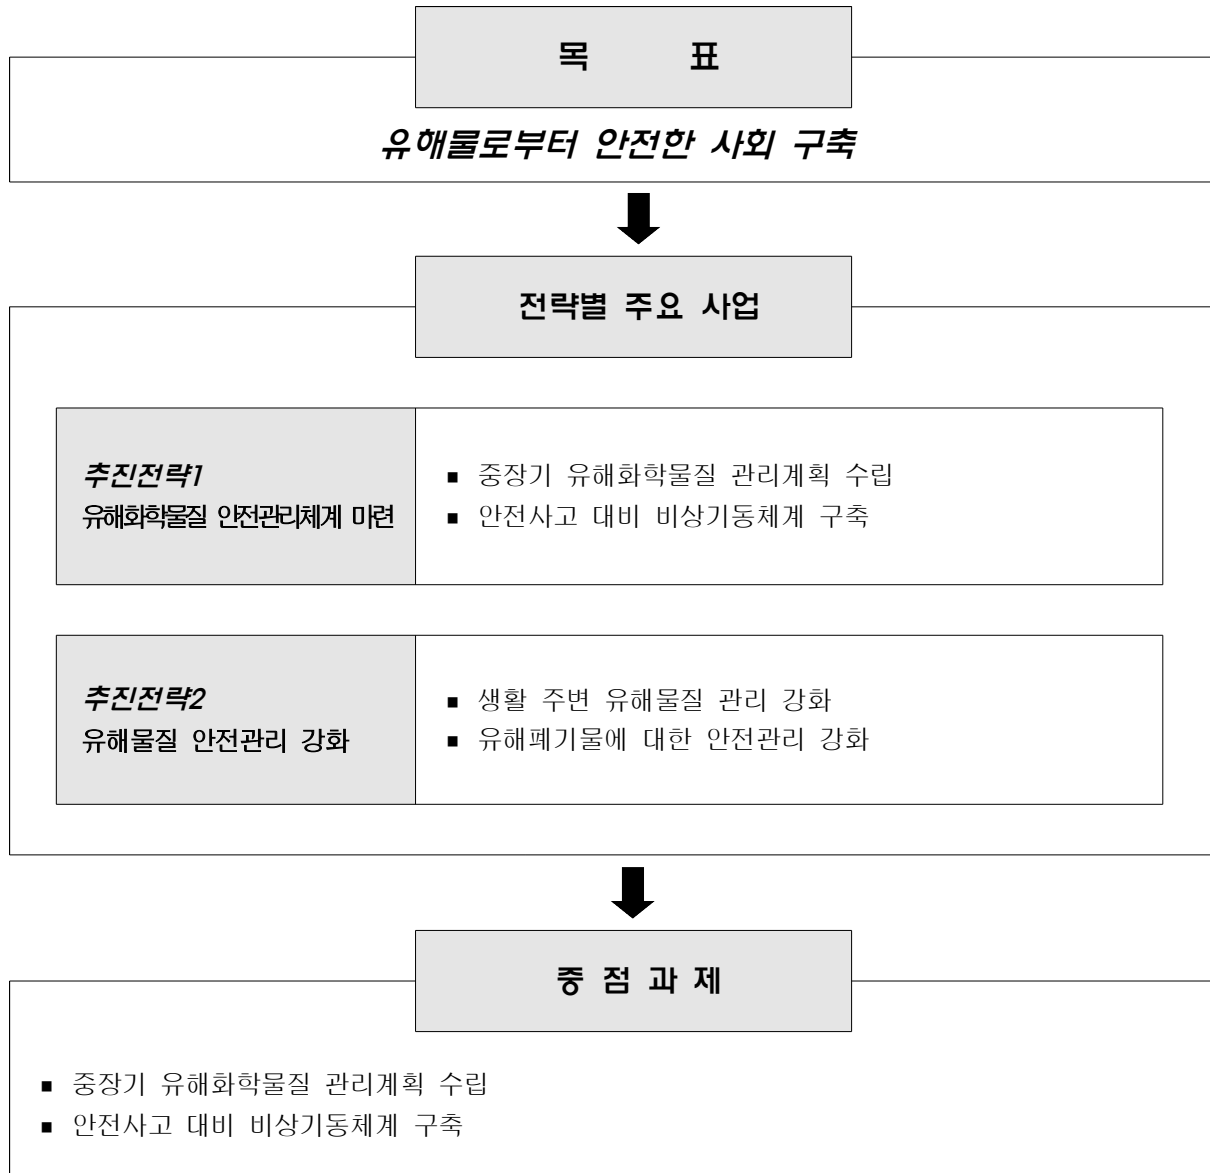 목 표
유해물로부터 안전한 사회 구축
전략별 주요 사업
추진전략1
유해화학물질 안전관리체계 마련
▪ 중장기 유해화학물질 관리계획 수립
▪ 안전사고 대비 비상기동체계 구축
추진전략2
유해물질 안전관리 강화
▪ 생활 주변 유해물질 관리 강화
▪ 유해폐기물에 대한 안전관리 강화
중 점 과 제
▪ 중장기 유해화학물질 관리계획 수립
▪ 안전사고 대비 비상기동체계 구축